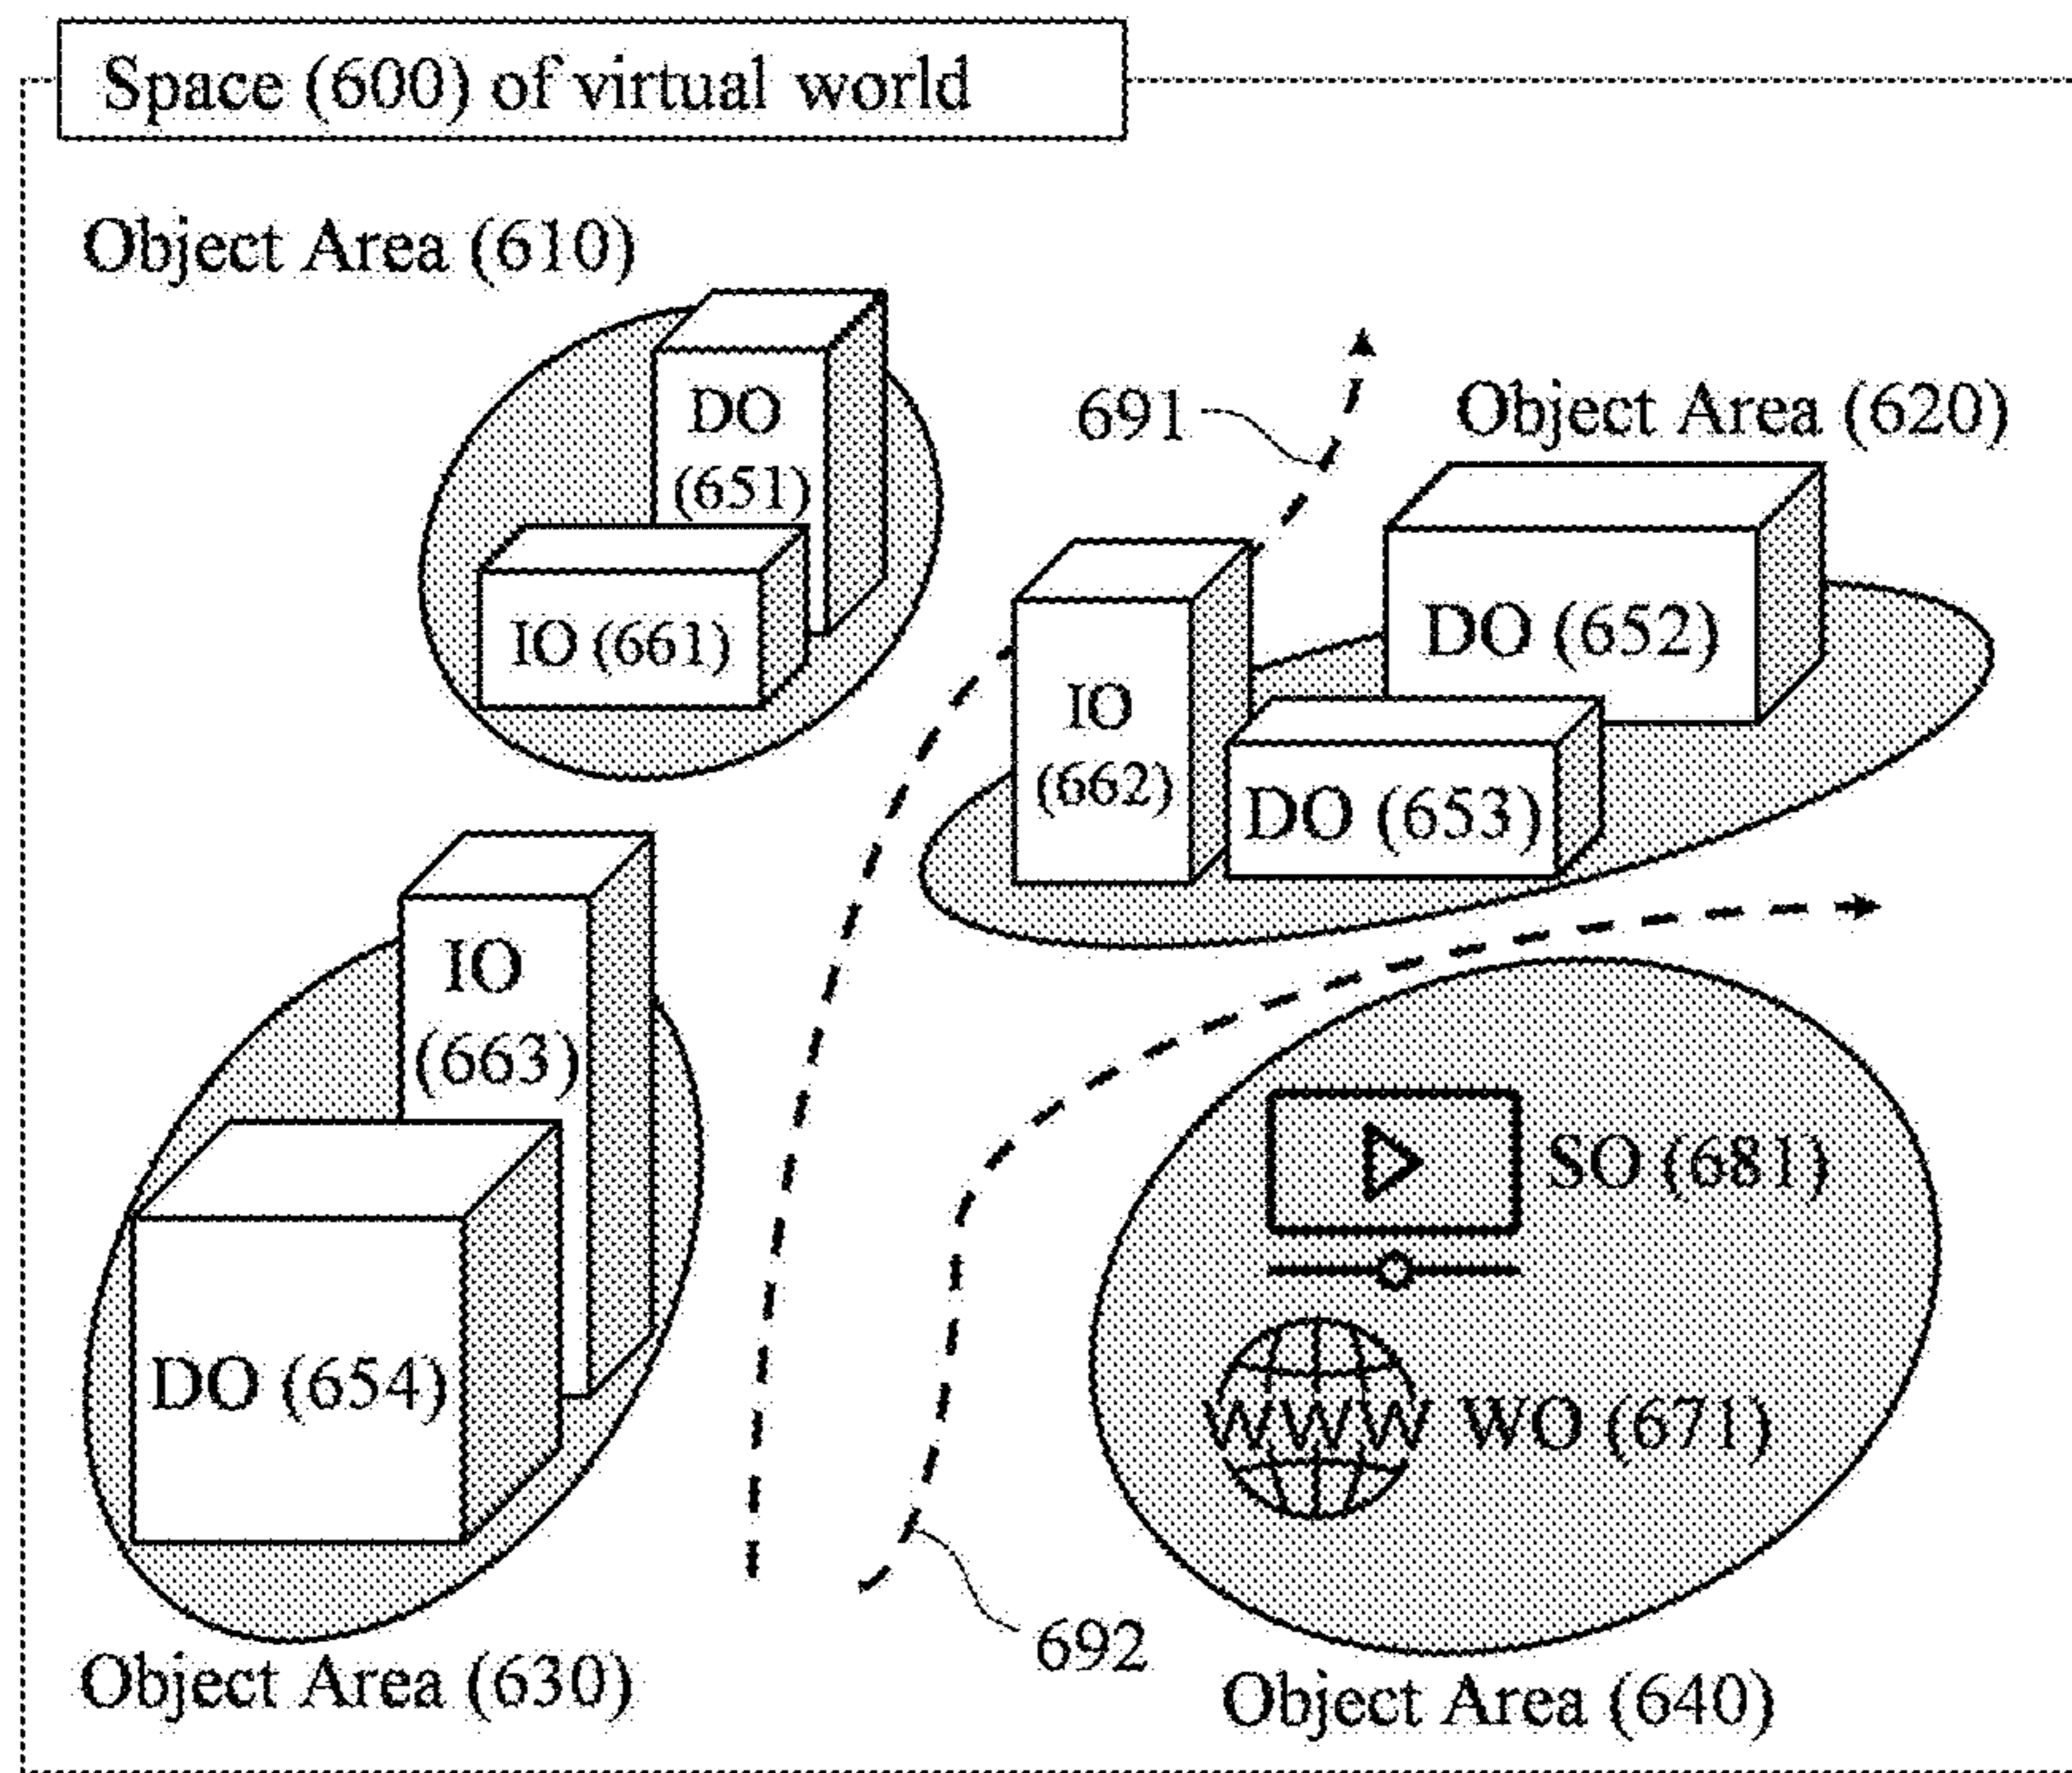 Space (600) of virtual world
Object Area (610)
DO
(651)
IO (661)
691
Object Area (620)
DO (652)
IO
(662)
DO (653)
IO
(663)
DO (654)
SO (681)
WWW
WO (671)
692
Object Area (630)
Object Area (640)